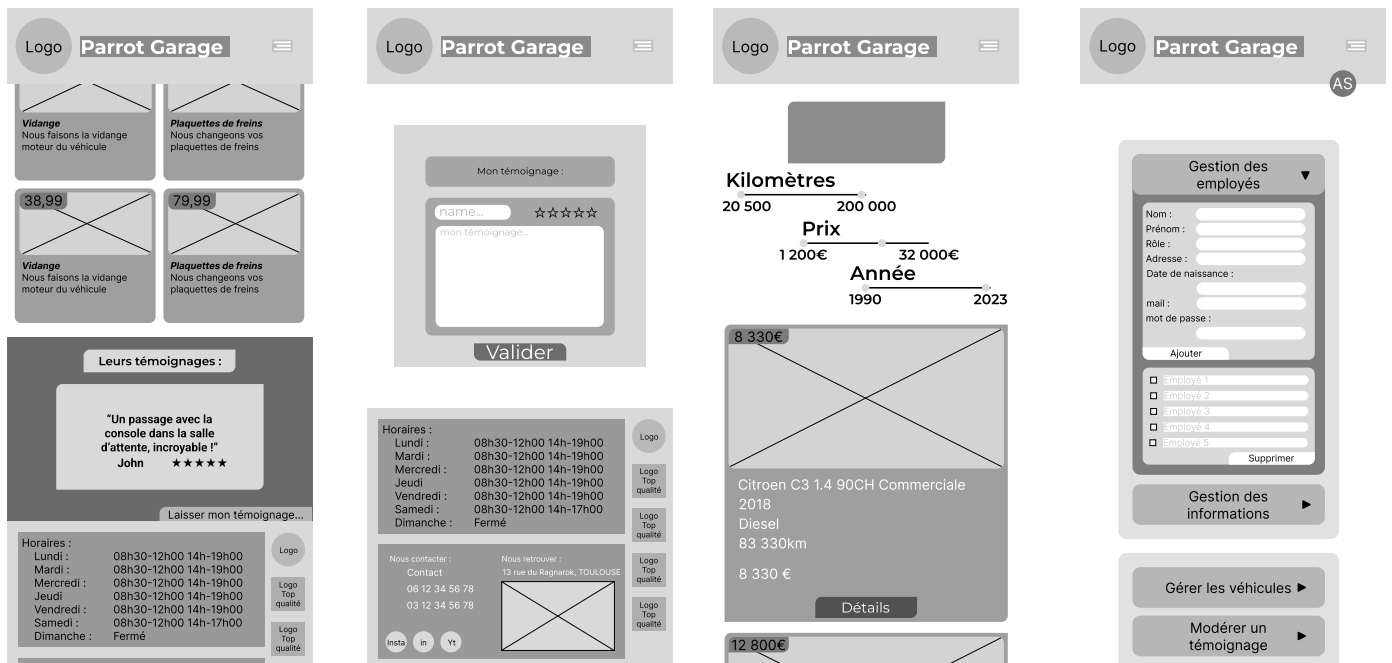 Logo
Parrot Garage
Vidange
Nous faisons la vidange
moteur du véhicule
Plaquettes de freins
Nous changeons vos
plaquettes de freins
38,99
Vidange
Nous faisons la vidange
moteur du véhicule
79,99
Plaquettes de freins
Nous changeons vos
plaquettes de freins
Leurs témoignages :
“Un passage avec la
console dans la salle
d’attente, incroyable !”
John ★★★★★
Laisser mon témoignage...
Horaires :
Lundi : 08h30-12h00 14h-19h00
Mardi : 08h30-12h00 14h-19h00
Mercredi : 08h30-12h00 14h-19h00
Jeudi 08h30-12h00 14h-19h00
Vendredi : 08h30-12h00 14h-19h00
Samedi : 08h30-12h00 14h-17h00
Dimanche : Fermé
Logo
Logo
Top
qualité
Logo
Top
qualité
Logo
Parrot Garage
Mon témoignage :
name... ☆☆☆☆☆
mon témoignage...
Valider
Horaires :
Lundi : 08h30-12h00 14h-19h00
Mardi : 08h30-12h00 14h-19h00
Mercredi : 08h30-12h00 14h-19h00
Jeudi 08h30-12h00 14h-19h00
Vendredi : 08h30-12h00 14h-19h00
Samedi : 08h30-12h00 14h-17h00
Dimanche : Fermé
Logo
Logo
Top
qualité
Logo
Top
qualité
Logo
Top
qualité
Logo
Top
qualité
Nous contacter :
Contact
06 12 34 56 78
03 12 34 56 78
Insta in Yt
Nous retrouver :
13 rue du Ragnarok, TOULOUSE
Logo
Parrot Garage
Kilomètres
20 500 200 000
Prix
1 200€ 32 000€
Année
1990 2023
8 330€
Citroen C3 1.4 90CH Commerciale
2018
Diesel
83 330km
8 330 €
Détails
12 800€
Logo
Parrot Garage
AS
Gestion des
employés
Nom :
Prénom :
Rôle :
Adresse :
Date de naissance :
mail :
mot de passe :
Ajouter
Employé 1
Employé 2
Employé 3
Employé 4
Employé 5
Supprimer
Gestion des
informations
Gérer les véhicules
Modérer un
témoignage